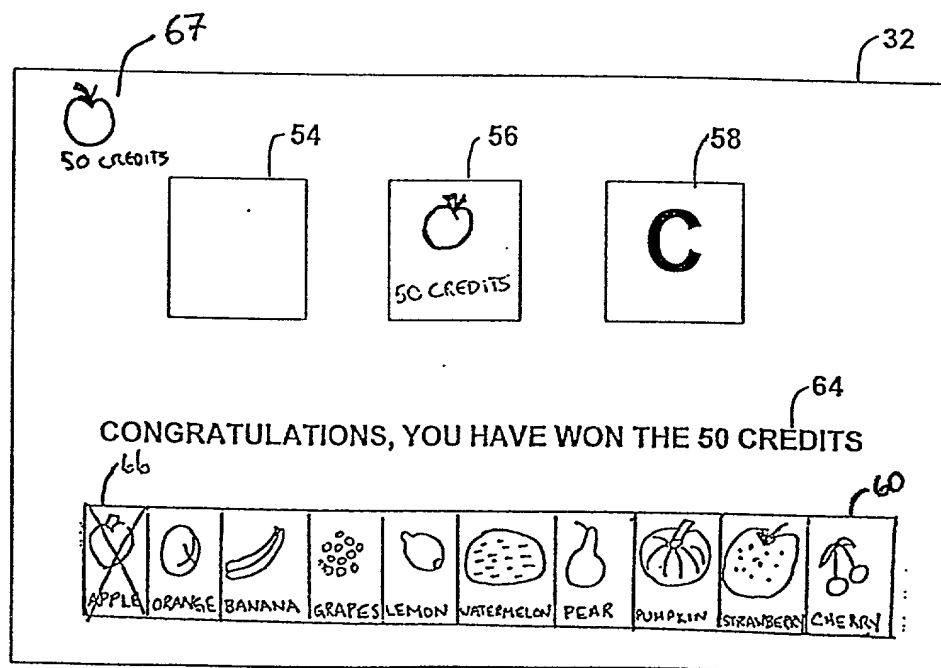 67
32
50 CREDITS
54
56
58
50 CREDITS
C
64
CONGRATULATIONS, YOU HAVE WON THE 50 CREDITS
66
60
APPLE ORANGE BANANA GRAPES LEMON WATERMELON PEAR PUMPKIN STRAWBERRY CHERRY